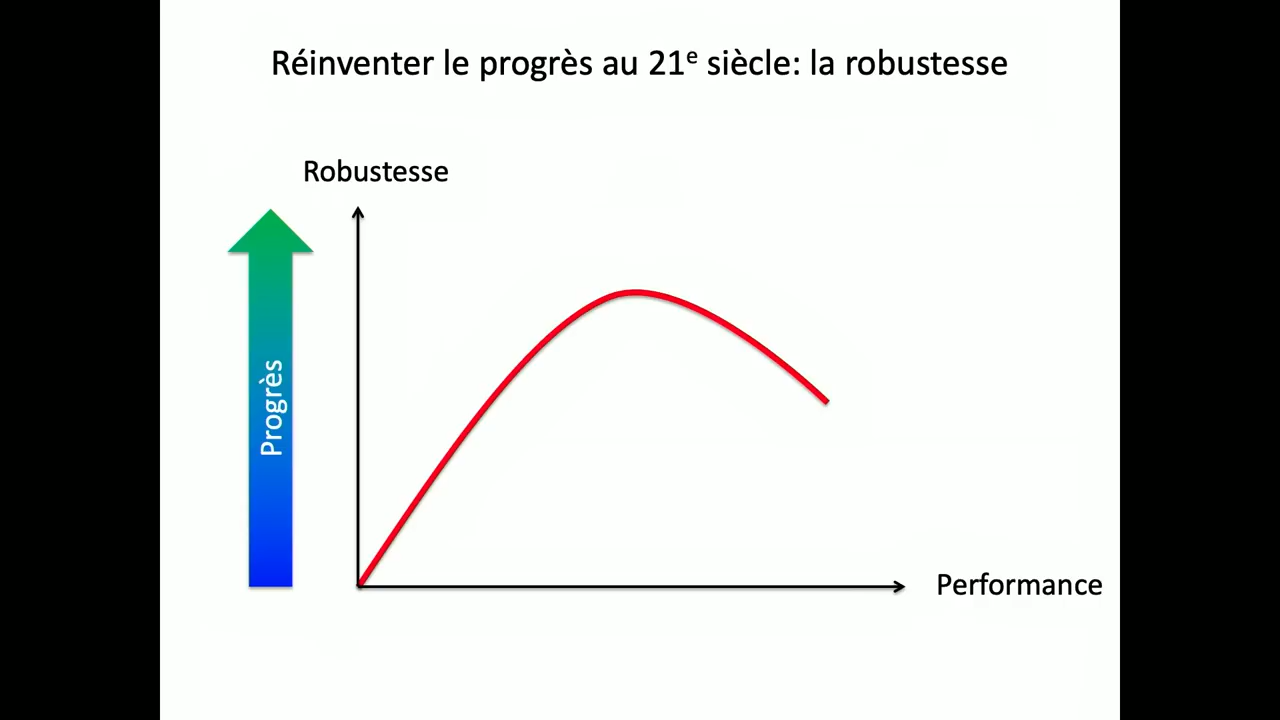 Réinventer le progrès au 21e siècle: la robustesse
Robustesse
Progrès
Performance